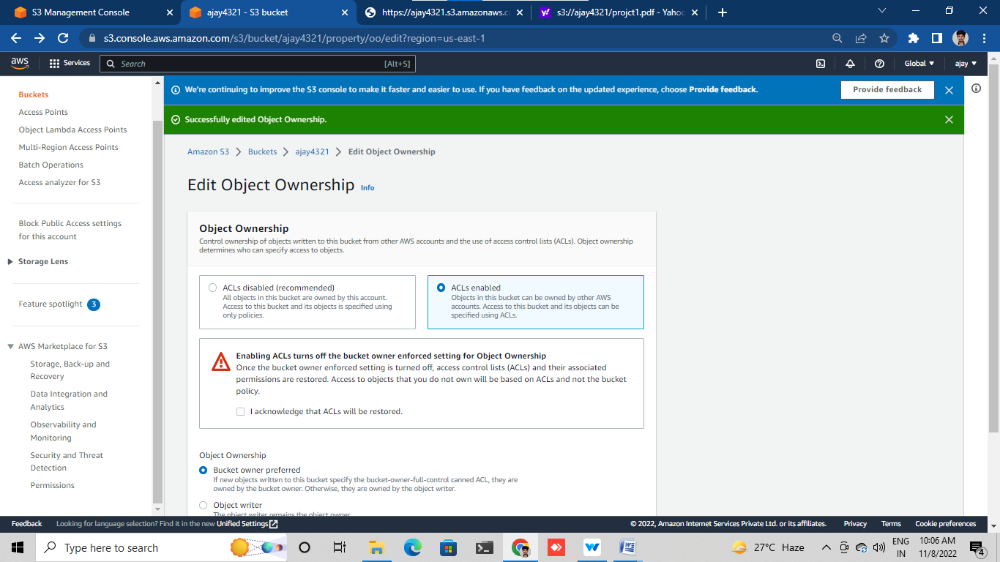 S3 Management Console
ajay4321 - S3 bucket
https://ajay4321.s3.amazonaws.c
s3://ajay4321/projct1.pdf - Yahoo
s3.console.aws.amazon.com/s3/bucket/ajay4321/property/oo/edit?region=us-east-1
aws
Services
Search
[Alt+S]
Global
ajay
Buckets
Access Points
Object Lambda Access Points
Multi-Region Access Points
Batch Operations
Access analyzer for S3
Block Public Access settings
for this account
Storage Lens
Feature spotlight 3
AWS Marketplace for S3
Storage, Back-up and
Recovery
Data Integration and
Analytics
Observability and
Monitoring
Security and Threat
Detection
Permissions
We're continuing to improve the S3 console to make it faster and easier to use. If you have feedback on the updated experience, choose Provide feedback.
Provide feedback
Successfully edited Object Ownership.
Amazon S3 > Buckets > ajay4321 > Edit Object Ownership
Edit Object Ownership Info
Object Ownership
Control ownership of objects written to this bucket from other AWS accounts and the use of access control lists (ACLs). Object ownership
determines who can specify access to objects.
ACLs disabled (recommended)
All objects in this bucket are owned by this account.
Access to this bucket and its objects is specified using
only policies.
ACLs enabled
Objects in this bucket can be owned by other AWS
accounts. Access to this bucket and its objects can be
specified using ACLs.
Enabling ACLs turns off the bucket owner enforced setting for Object Ownership
Once the bucket owner enforced setting is turned off, access control lists (ACLs) and their associated
permissions are restored. Access to objects that you do not own will be based on ACLs and not the bucket
policy.
I acknowledge that ACLs will be restored.
Object Ownership
Bucket owner preferred
If new objects written to this bucket specify the bucket-owner-full-control canned ACL, they are
owned by the bucket owner. Otherwise, they are owned by the object writer.
Object writer
The object writer remains the object owner.
Feedback
Looking for language selection? Find it in the new Unified Settings
© 2022, Amazon Internet Services Private Ltd. or its affiliates.
Privacy
Terms
Cookie preferences
Type here to search
27°C Haze
ENG
IN
10:06 AM
11/8/2022
4